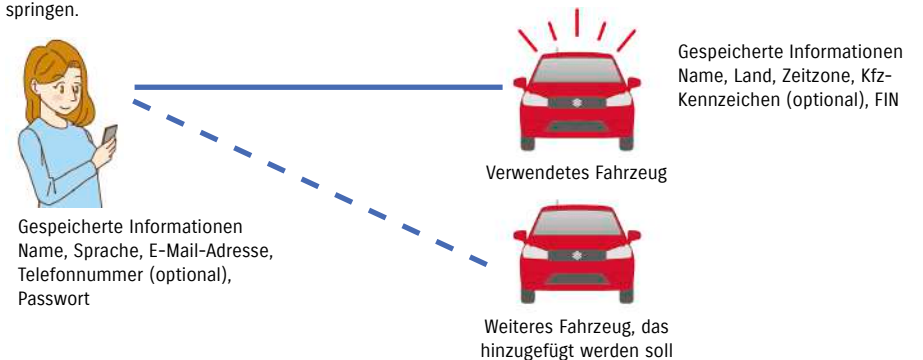 springen.
Gespeicherte Informationen
Name, Land, Zeitzone, Kfz-
Kennzeichen (optional), FIN
Verwendetes Fahrzeug
Gespeicherte Informationen
Name, Sprache, E-Mail-Adresse,
Telefonnummer (optional),
Passwort
Weiteres Fahrzeug, das
hinzugefügt werden soll